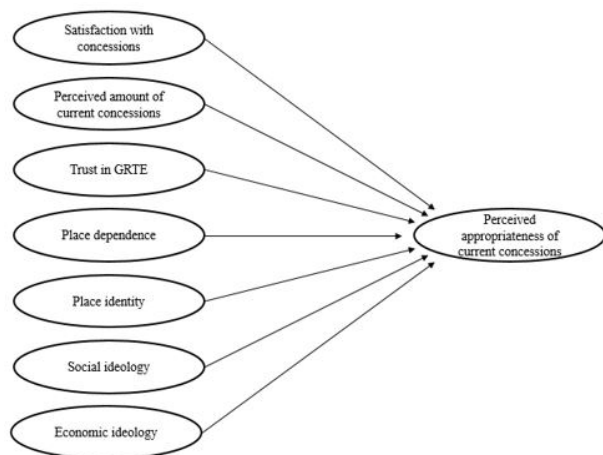 Satisfaction with
concessions
Perceived amount of
current concessions
Trust in GRTE
Place dependence
Place identity
Social ideology
Economic ideology
Perceived
appropriateness of
current concessions